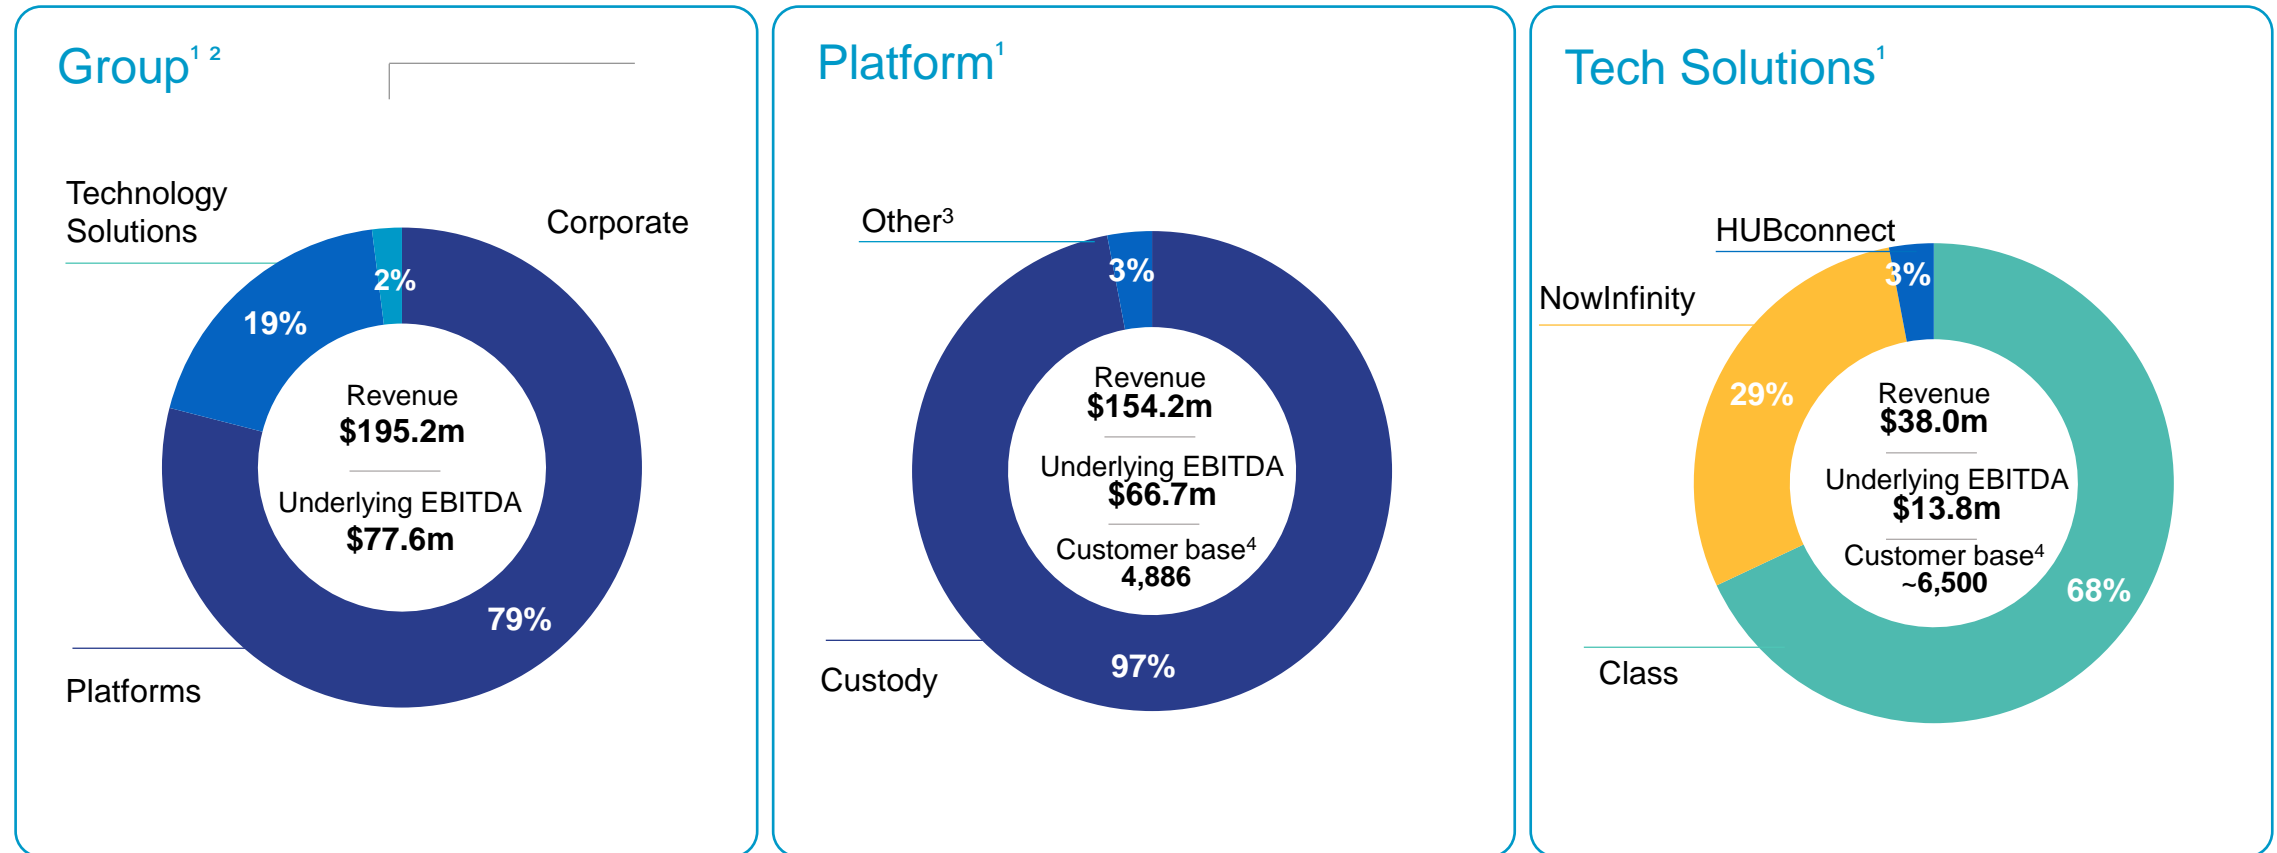 Group¹ ²
Technology
Solutions
Corporate
2%
19%
Revenue
$195.2m
Underlying EBITDA
$77.6m
79%
Platforms
Platform¹
Other³
3%
Revenue
$154.2m
Underlying EBITDA
$66.7m
Customer base⁴
4,886
97%
Custody
Tech Solutions¹
HUBconnect
3%
NowInfinity
29%
Revenue
$38.0m
Underlying EBITDA
$13.8m
Customer base⁴
~6,500
68%
Class